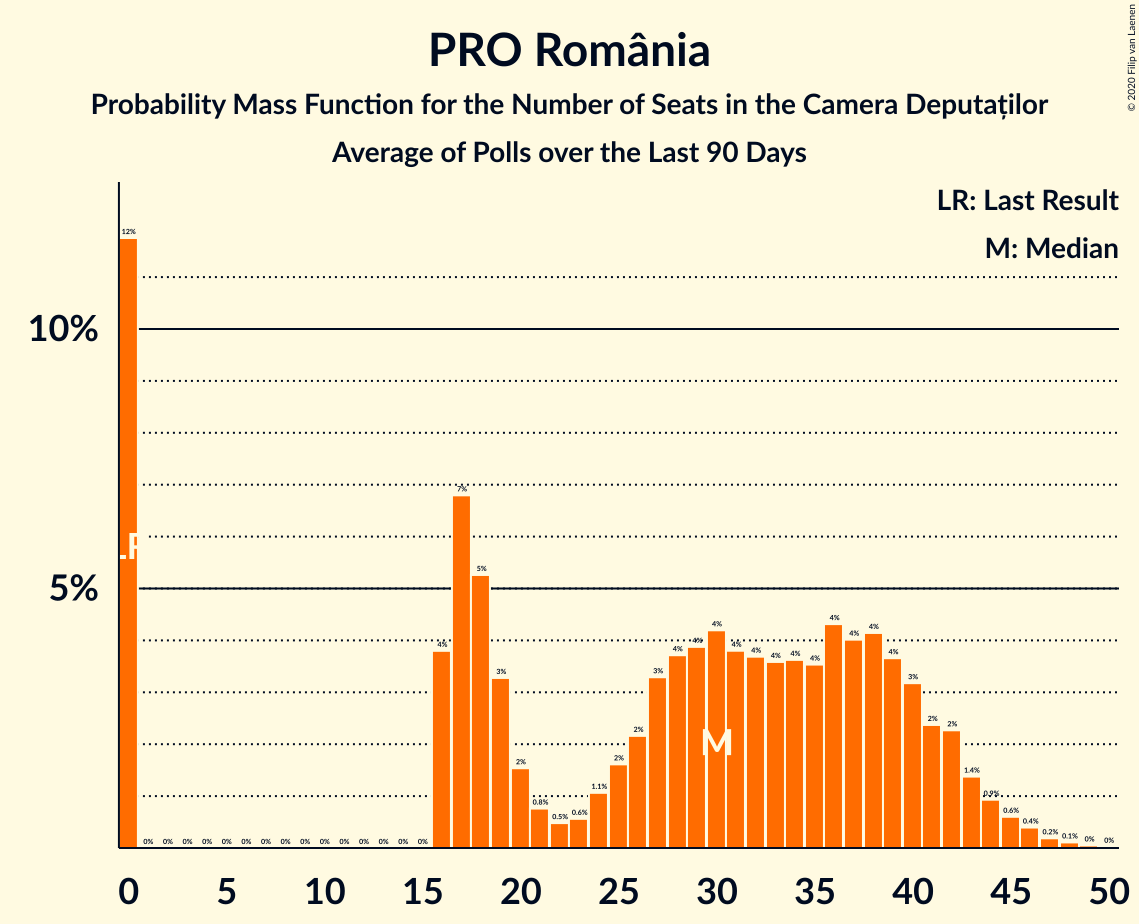 PRO România
Probability Mass Function for the Number of Seats in the Camera Deputaților
Average of Polls over the Last 90 Days
© 2020 Filip van Laenen
LR: Last Result
M: Median
10%
5%
12%
LR
0% 0% 0% 0% 0% 0% 0% 0% 0% 0% 0% 0% 0% 0% 0%
4% 7% 5% 3% 2% 0.8% 0.5% 0.6% 1.1% 2% 2% 3% 4% 4% 4% 4% 4% 4% 4% 4% 4% 4% 4% 4% 3% 2% 2% 1.4% 0.9% 0.6% 0.4% 0.2% 0.1% 0% 0%
M
0 5 10 15 20 25 30 35 40 45 50